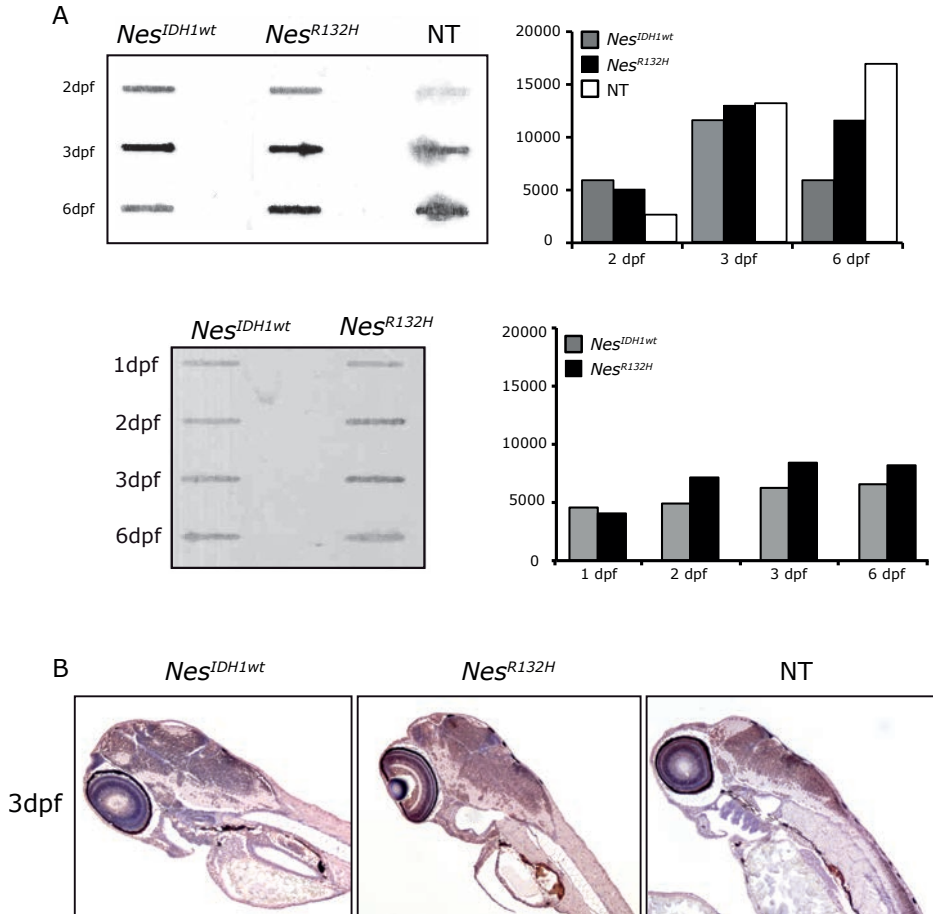 A
Nes^IDH1wt Nes^R132H NT
2dpf
3dpf
6dpf
20000
15000
10000
5000
0
Nes^IDH1wt
Nes^R132H
NT
2 dpf 3 dpf 6 dpf
Nes^IDH1wt Nes^R132H
1dpf
2dpf
3dpf
6dpf
20000
15000
10000
5000
0
Nes^IDH1wt
Nes^R132H
1 dpf 2 dpf 3 dpf 6 dpf
B
Nes^IDH1wt Nes^R132H NT
3dpf